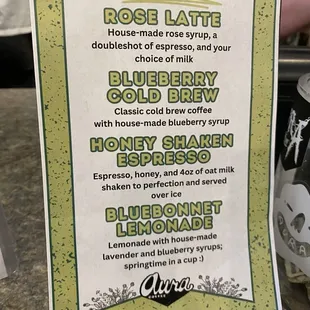 ROSE LATTE
House-made rose syrup, a
doubleshot of espresso, and your
choice of milk
BLUEBERRY
COLD BREW
Classic cold brew coffee
with house-made blueberry syrup
HONEY SHAKEN
ESPRESSO
Espresso, honey, and 4oz of oat milk
shaken to perfection and served
over ice
BLUEBONNET
LEMONADE
Lemonade with house-made
lavender and blueberry syrups;
springtime in a cup :)
aura
COFFEE